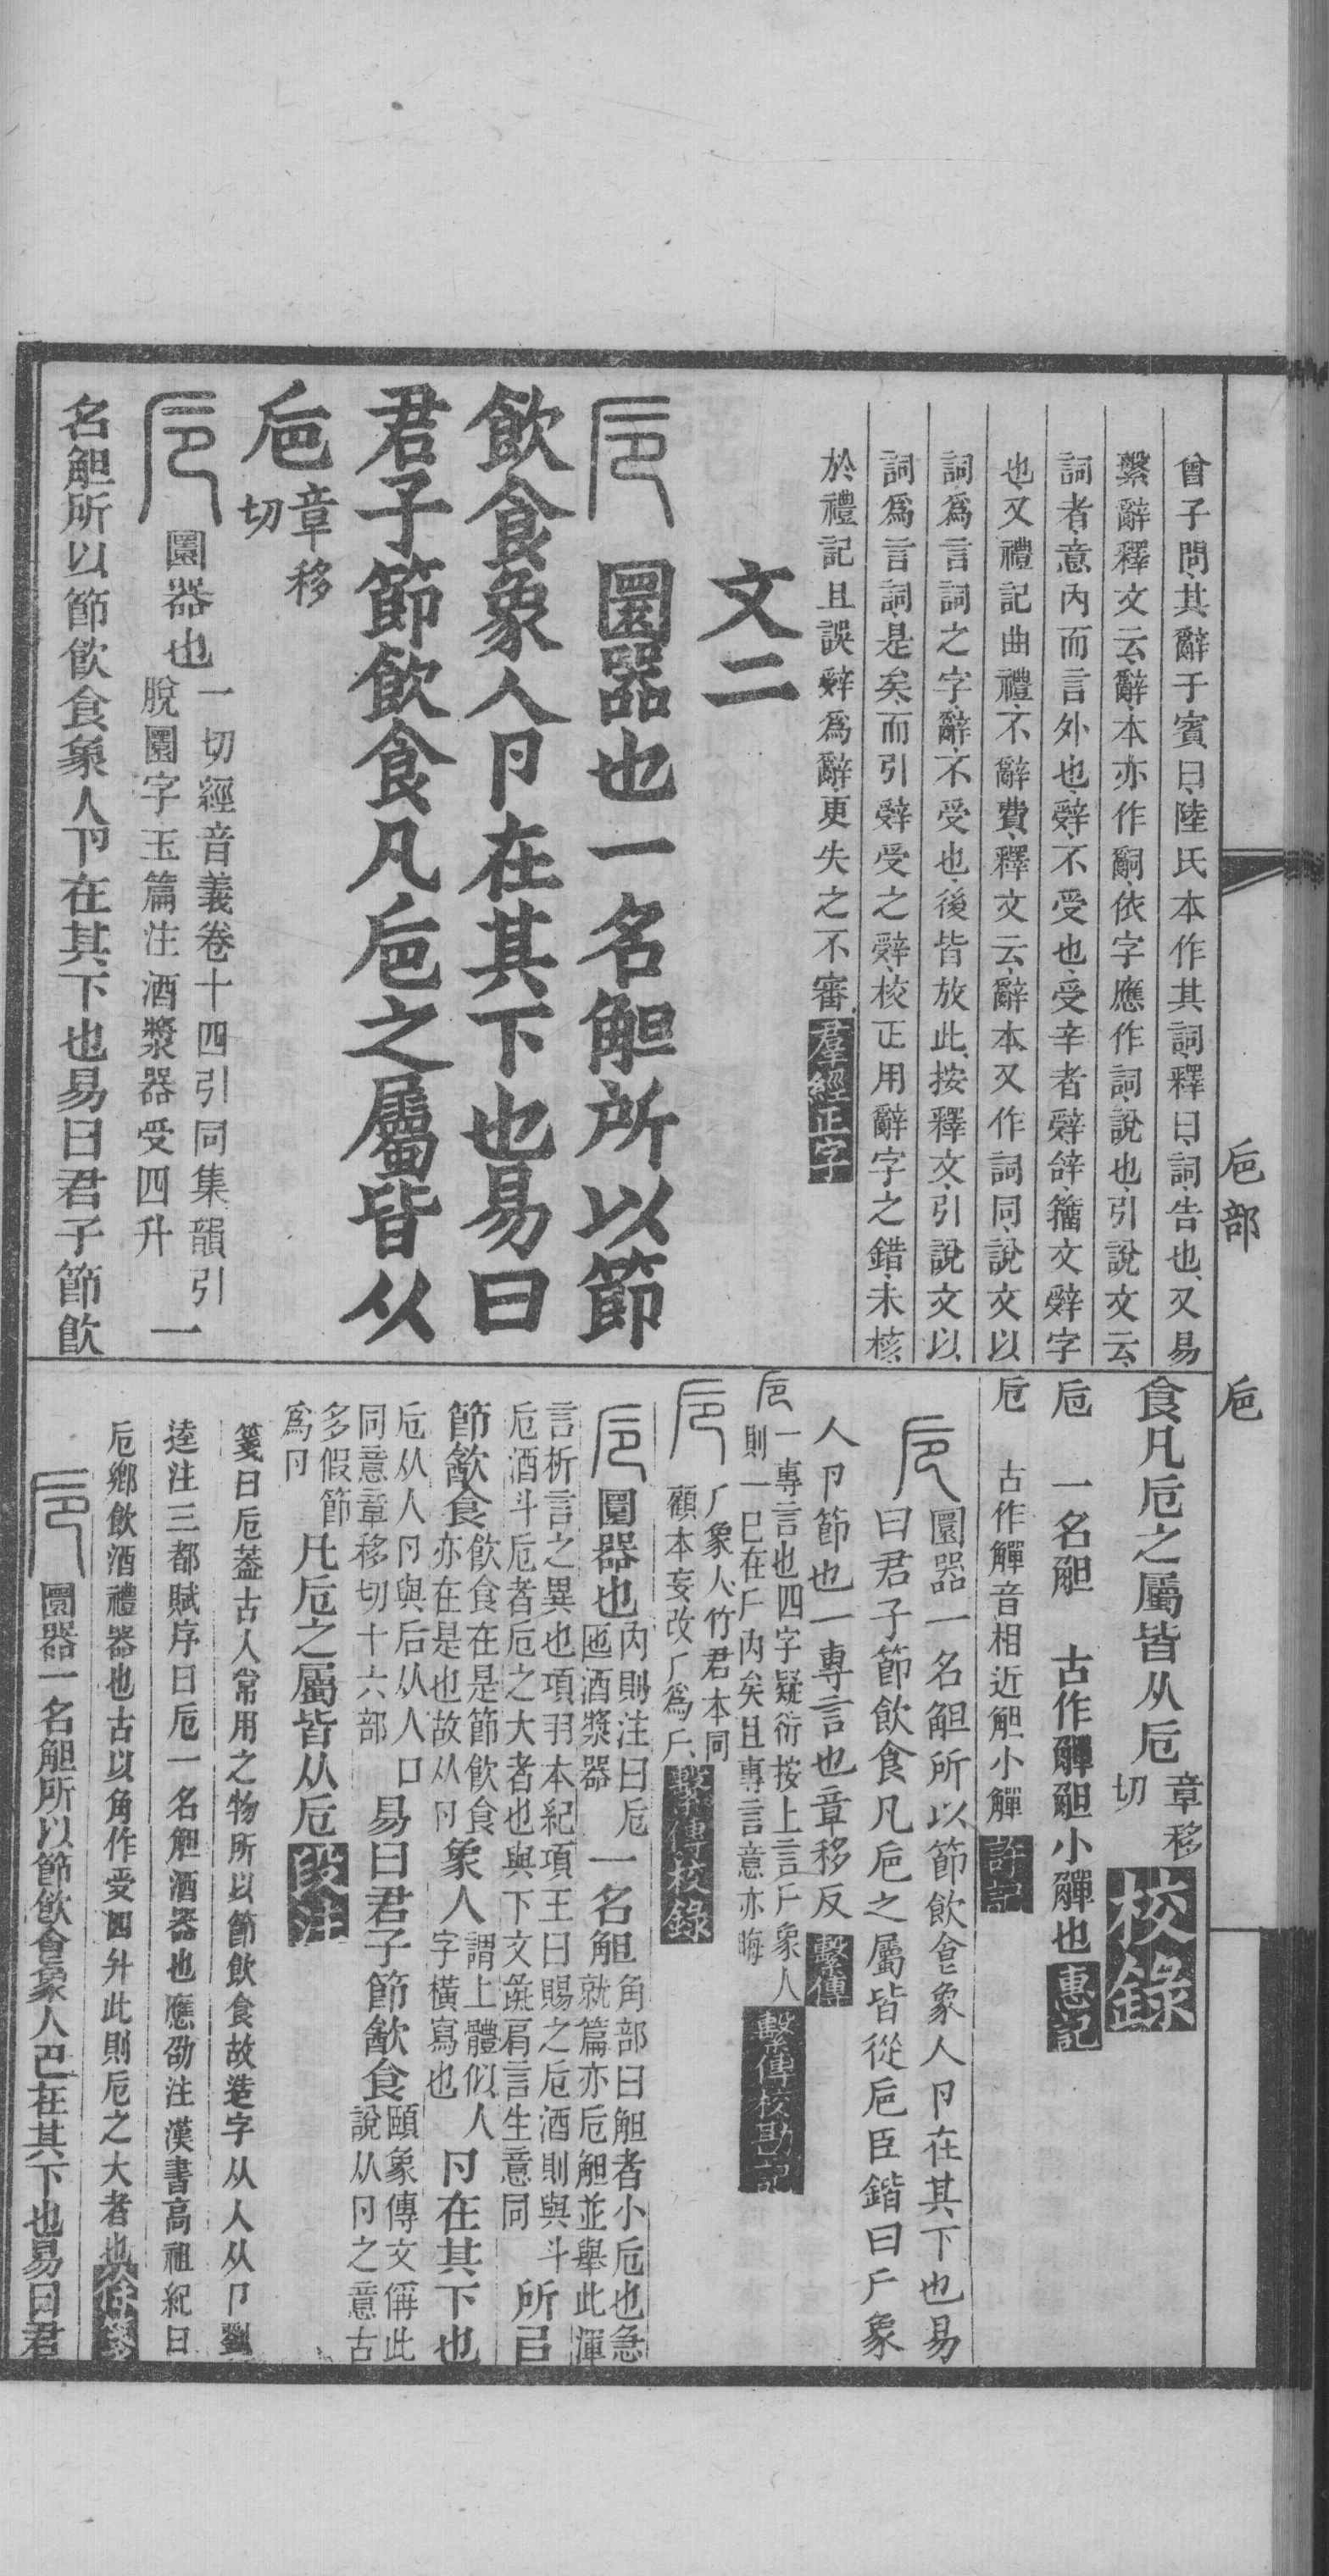 卮部　卮
曾子問、其辭于賓曰、陸氏本作其詞、釋曰、詞、告也、又易
繫辭釋文云、辭、本亦作嗣、依字應作詞、說也、引說文云、
詞者、意內而言外也、辤、不受也、受辛者辤、辝、籒文辤字
也、又禮記曲禮、不辭費、釋文云、辭本又作詞同、說文以
詞爲言詞之字、辭、不受也、後皆放此、按釋文、引說文以、
詞爲言詞、是矣、而引辤受之辤、校正用辭字之錯、未核、
於禮記且誤辤爲辭、更失之不審 羣經正字
文二
圜器也一名觛所以節
飲食象人卪在其下也易曰
君子節飲食凡巵之屬皆从
巵 章移
切
圜器也 一切經音義卷十四引同集韻引
脫圜字玉篇注酒漿器受四升 一
名觛所以節飲食象人卪在其下也易曰君子節飲
食凡卮之屬皆从卮 章移
切 校錄
卮　一名觛　古作觶觛小觶也 惠記
卮　古作觶音相近觛小觶 許記
圜器一名觛所以節飲食象人卪在其下也易
曰君子節飲食凡巵之屬皆從巵臣鍇曰𠂆象
人卪節也一專言也章移反 繫傳
一專言也四字疑衍按上言𠂆象人
則一巳在𠂆內矣且專言意亦晦 繫傳校勘記
𠂆象人竹君本同
顧本妄改𠂆爲𠂆 繫傳校錄
圜器也 內則注曰卮
匜酒漿器 一名觛 角部曰觛者小卮也急
就篇亦卮觛並舉此渾
言析言之異也項羽本紀項王曰賜之卮酒則與斗
卮酒斗卮者卮之大者也與下文彘肩言生意同 所㠯
節㱃食 飲食在是節飲食
亦在是也故从卪 象人 謂上體似人
字橫寫也 卪在其下也
卮从人卪與后从人口
同意章移切十六部 易曰君子節㱃食 頤象傳文偁此
說从卪之意古
多假節
爲卪 凡卮之屬皆从卮 段注
箋曰卮葢古人常用之物所以節飲食故造字从人从卪劉
逵注三都賦序曰卮一名觛酒器也應劭注漢書高祖紀曰
卮鄉飲酒禮器也古以角作受四升此則卮之大者也
圜器一名觛所以節飲食象人巴在其下也易曰君